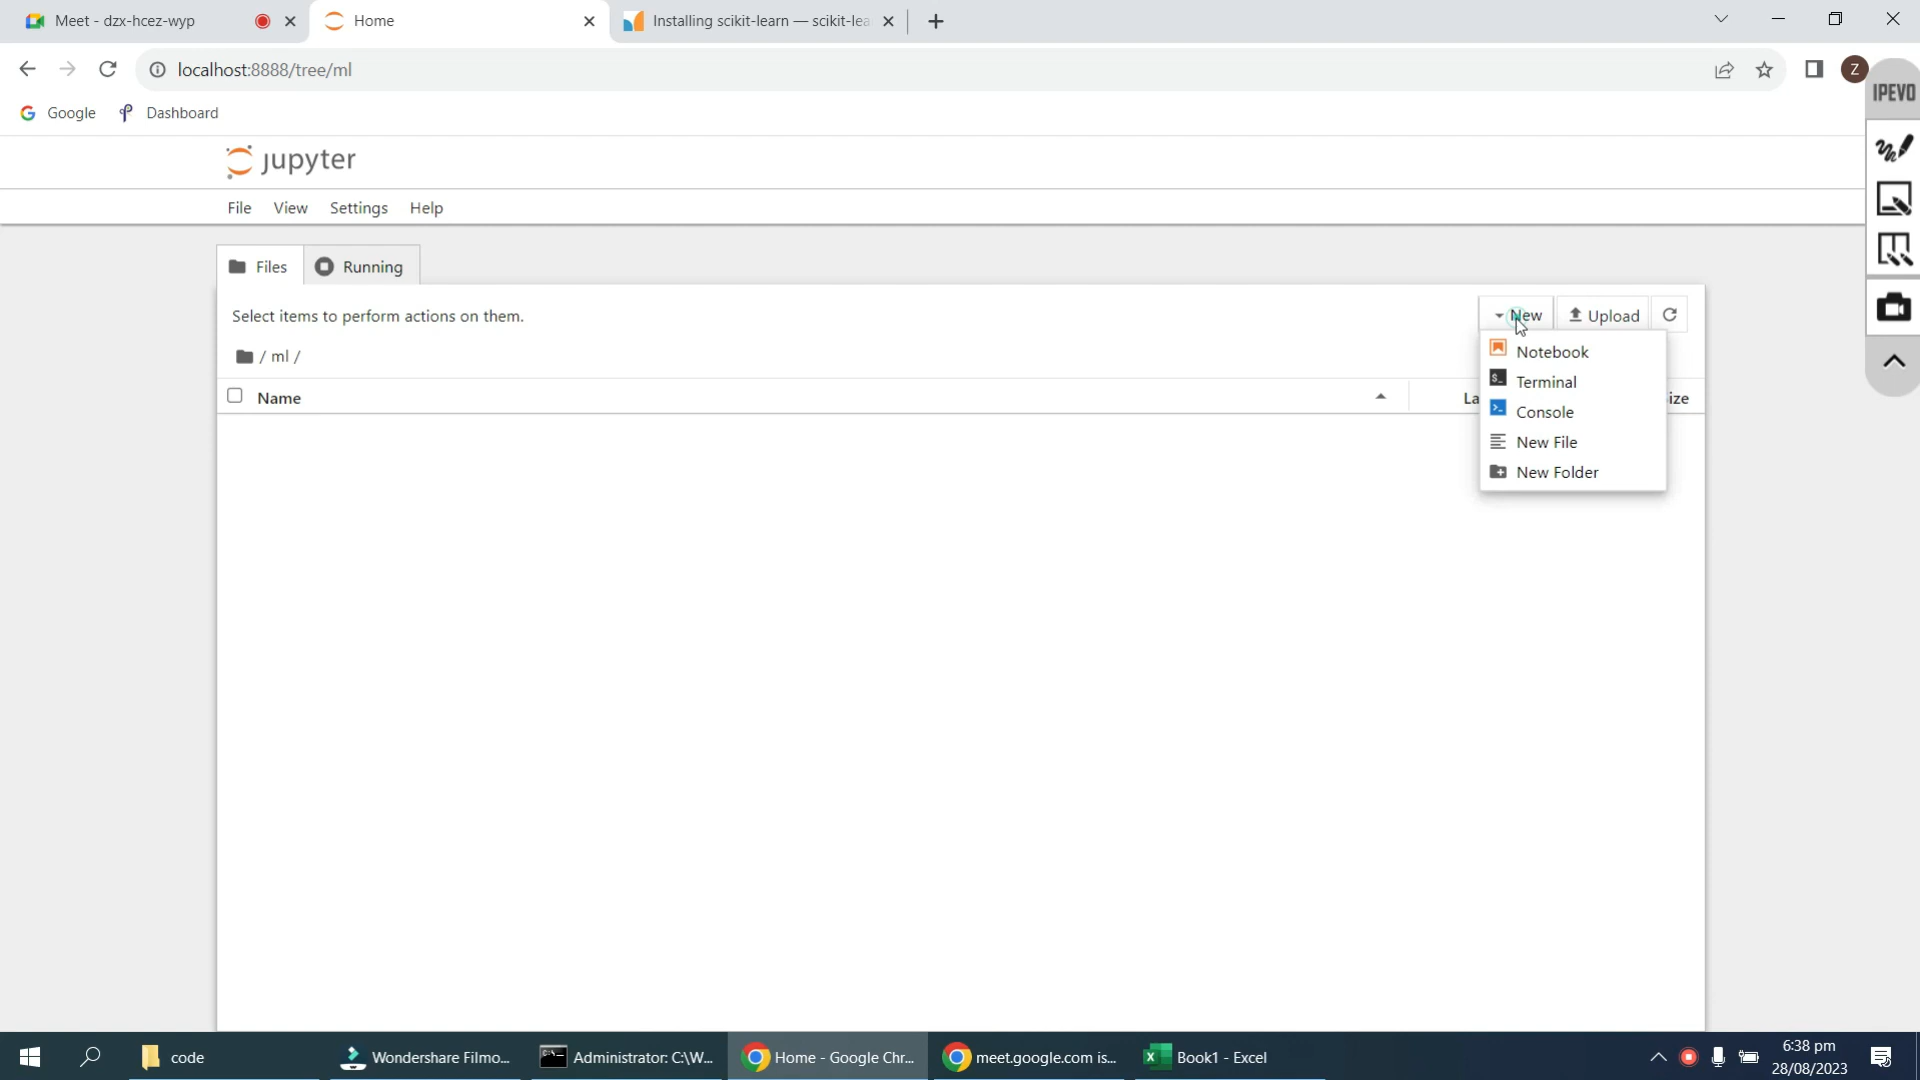 Meet - dzx-hcez-wyp
Home
Installing scikit-learn — scikit-lea
localhost:8888/tree/ml
Z
IPEVO
Google
Dashboard
jupyter
File View Settings Help
Files
Running
Select items to perform actions on them.
New
Upload
/ ml /
Name
La
ize
Notebook
Terminal
Console
New File
New Folder
code
Wondershare Filmo...
Administrator: C:\W...
Home - Google Chr...
meet.google.com is...
Book1 - Excel
6:38 pm
28/08/2023